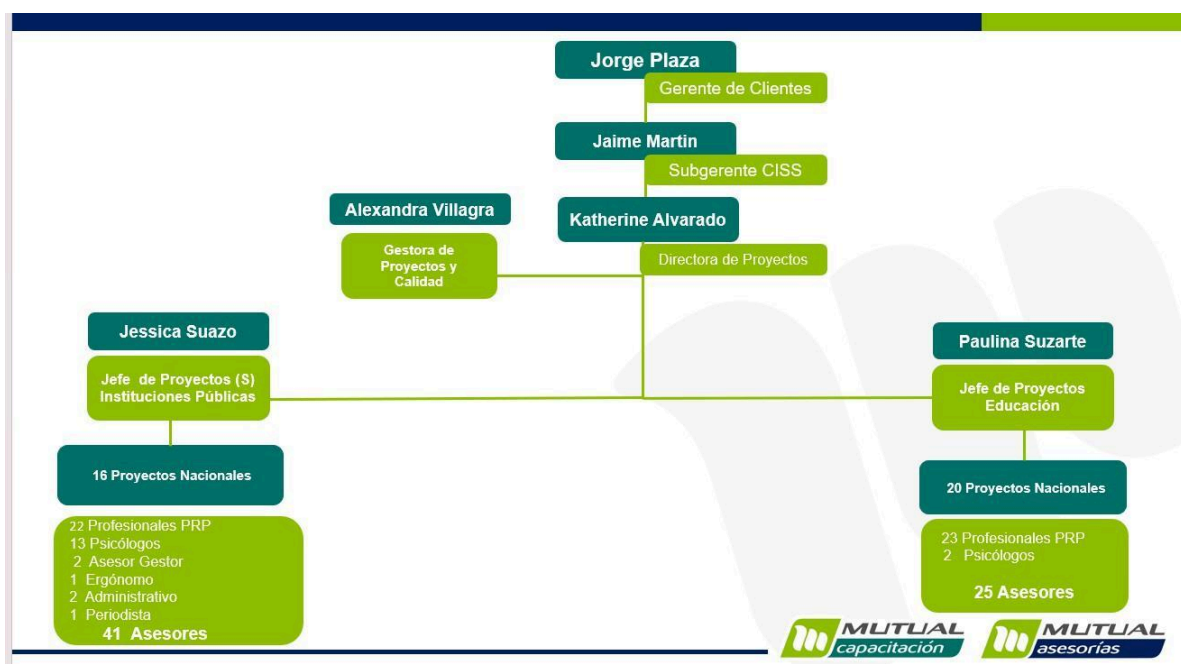 Jorge Plaza
Gerente de Clientes
Jaime Martin
Subgerente CISS
Alexandra Villagra
Gestora de
Proyectos y
Calidad
Katherine Alvarado
Directora de Proyectos
Jessica Suazo
Jefe de Proyectos (S)
Instituciones Públicas
16 Proyectos Nacionales
22 Profesionales PRP
13 Psicólogos
2 Asesor Gestor
1 Ergónomo
2 Administrativo
1 Periodista
41 Asesores
Paulina Suzarte
Jefe de Proyectos
Educación
20 Proyectos Nacionales
23 Profesionales PRP
2 Psicólogos
25 Asesores
MUTUAL
capacitación
MUTUAL
asesorías